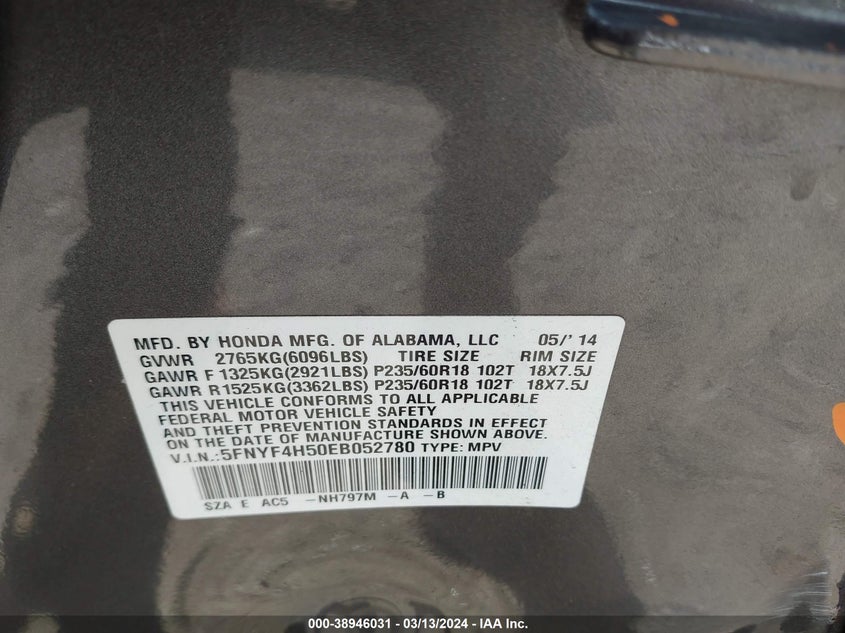 MFD. BY HONDA MFG. OF ALABAMA, LLC 05/'14
GVWR 2765KG(6096LBS) TIRE SIZE RIM SIZE
GAWR F 1325KG(2921LBS) P235/60R18 102T 18X7.5J
GAWR R1525KG(3362LBS) P235/60R18 102T 18X7.5J
THIS VEHICLE CONFORMS TO ALL APPLICABLE
FEDERAL MOTOR VEHICLE SAFETY
AND THEFT PREVENTION STANDARDS IN EFFECT
ON THE DATE OF MANUFACTURE SHOWN ABOVE.
V.I.N.:5FNYF4H50EB052780 TYPE: MPV
SZA E AC5 -NH797M -A -B
000-38946031 - 03/13/2024 - IAA Inc.